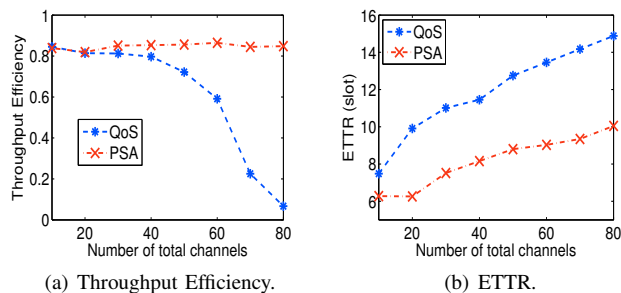 1
0.8
0.6
0.4
0.2
0
Throughput Efficiency
QoS
PSA
20 40 60 80
Number of total channels
(a) Throughput Efficiency.
16
14
12
10
8
6
ETTR (slot)
QoS
PSA
20 40 60 80
Number of total channels
(b) ETTR.